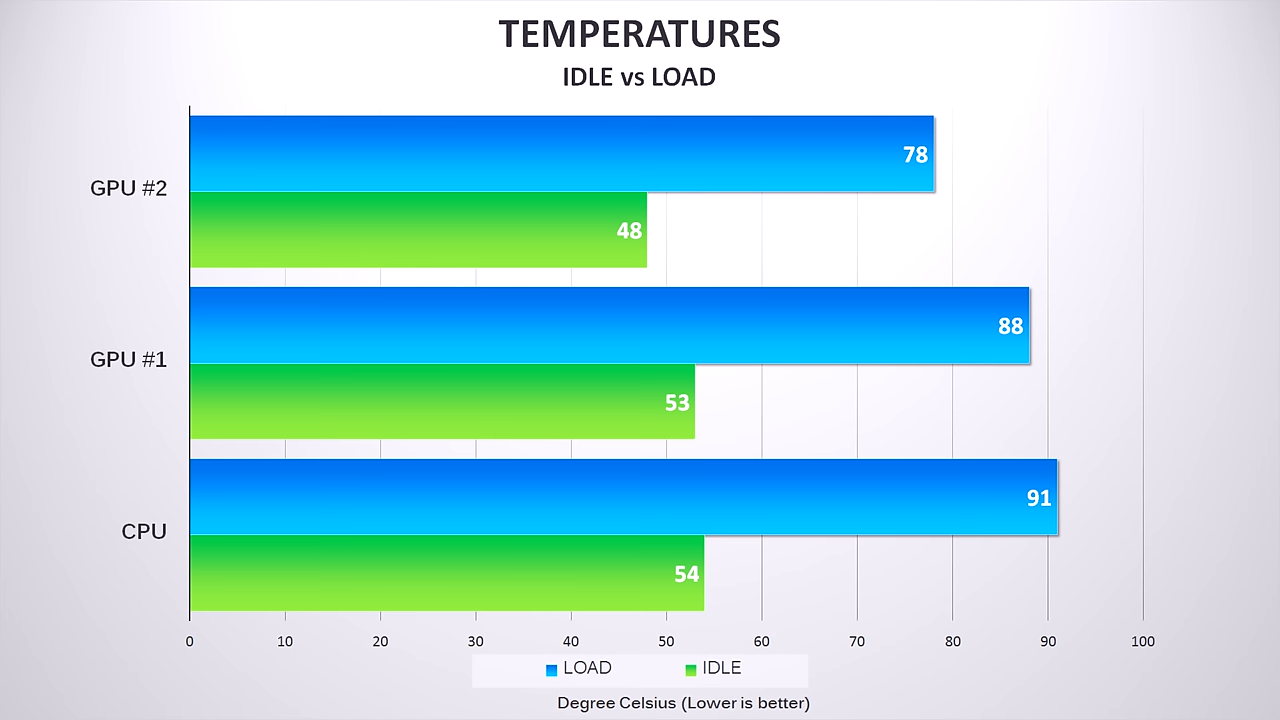 TEMPERATURES
IDLE vs LOAD
GPU #2
78
48
GPU #1
88
53
CPU
91
54
0 10 20 30 40 50 60 70 80 90 100
LOAD IDLE
Degree Celsius (Lower is better)